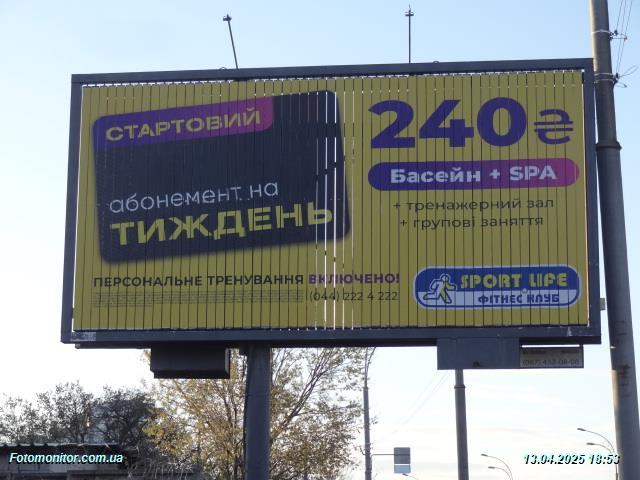 СТАРТОВИЙ
абонемент на
ТИЖДЕНЬ
240₴
Басейн + SPA
+ тренажерний зал
+ групові заняття
ПЕРСОНАЛЬНЕ ТРЕНУВАННЯ ВКЛЮЧЕНО!
(044) 222 4 222
SPORT LIFE
ФІТНЕС КЛУБ
Fotomonitor.com.ua
13.04.2025 18:53